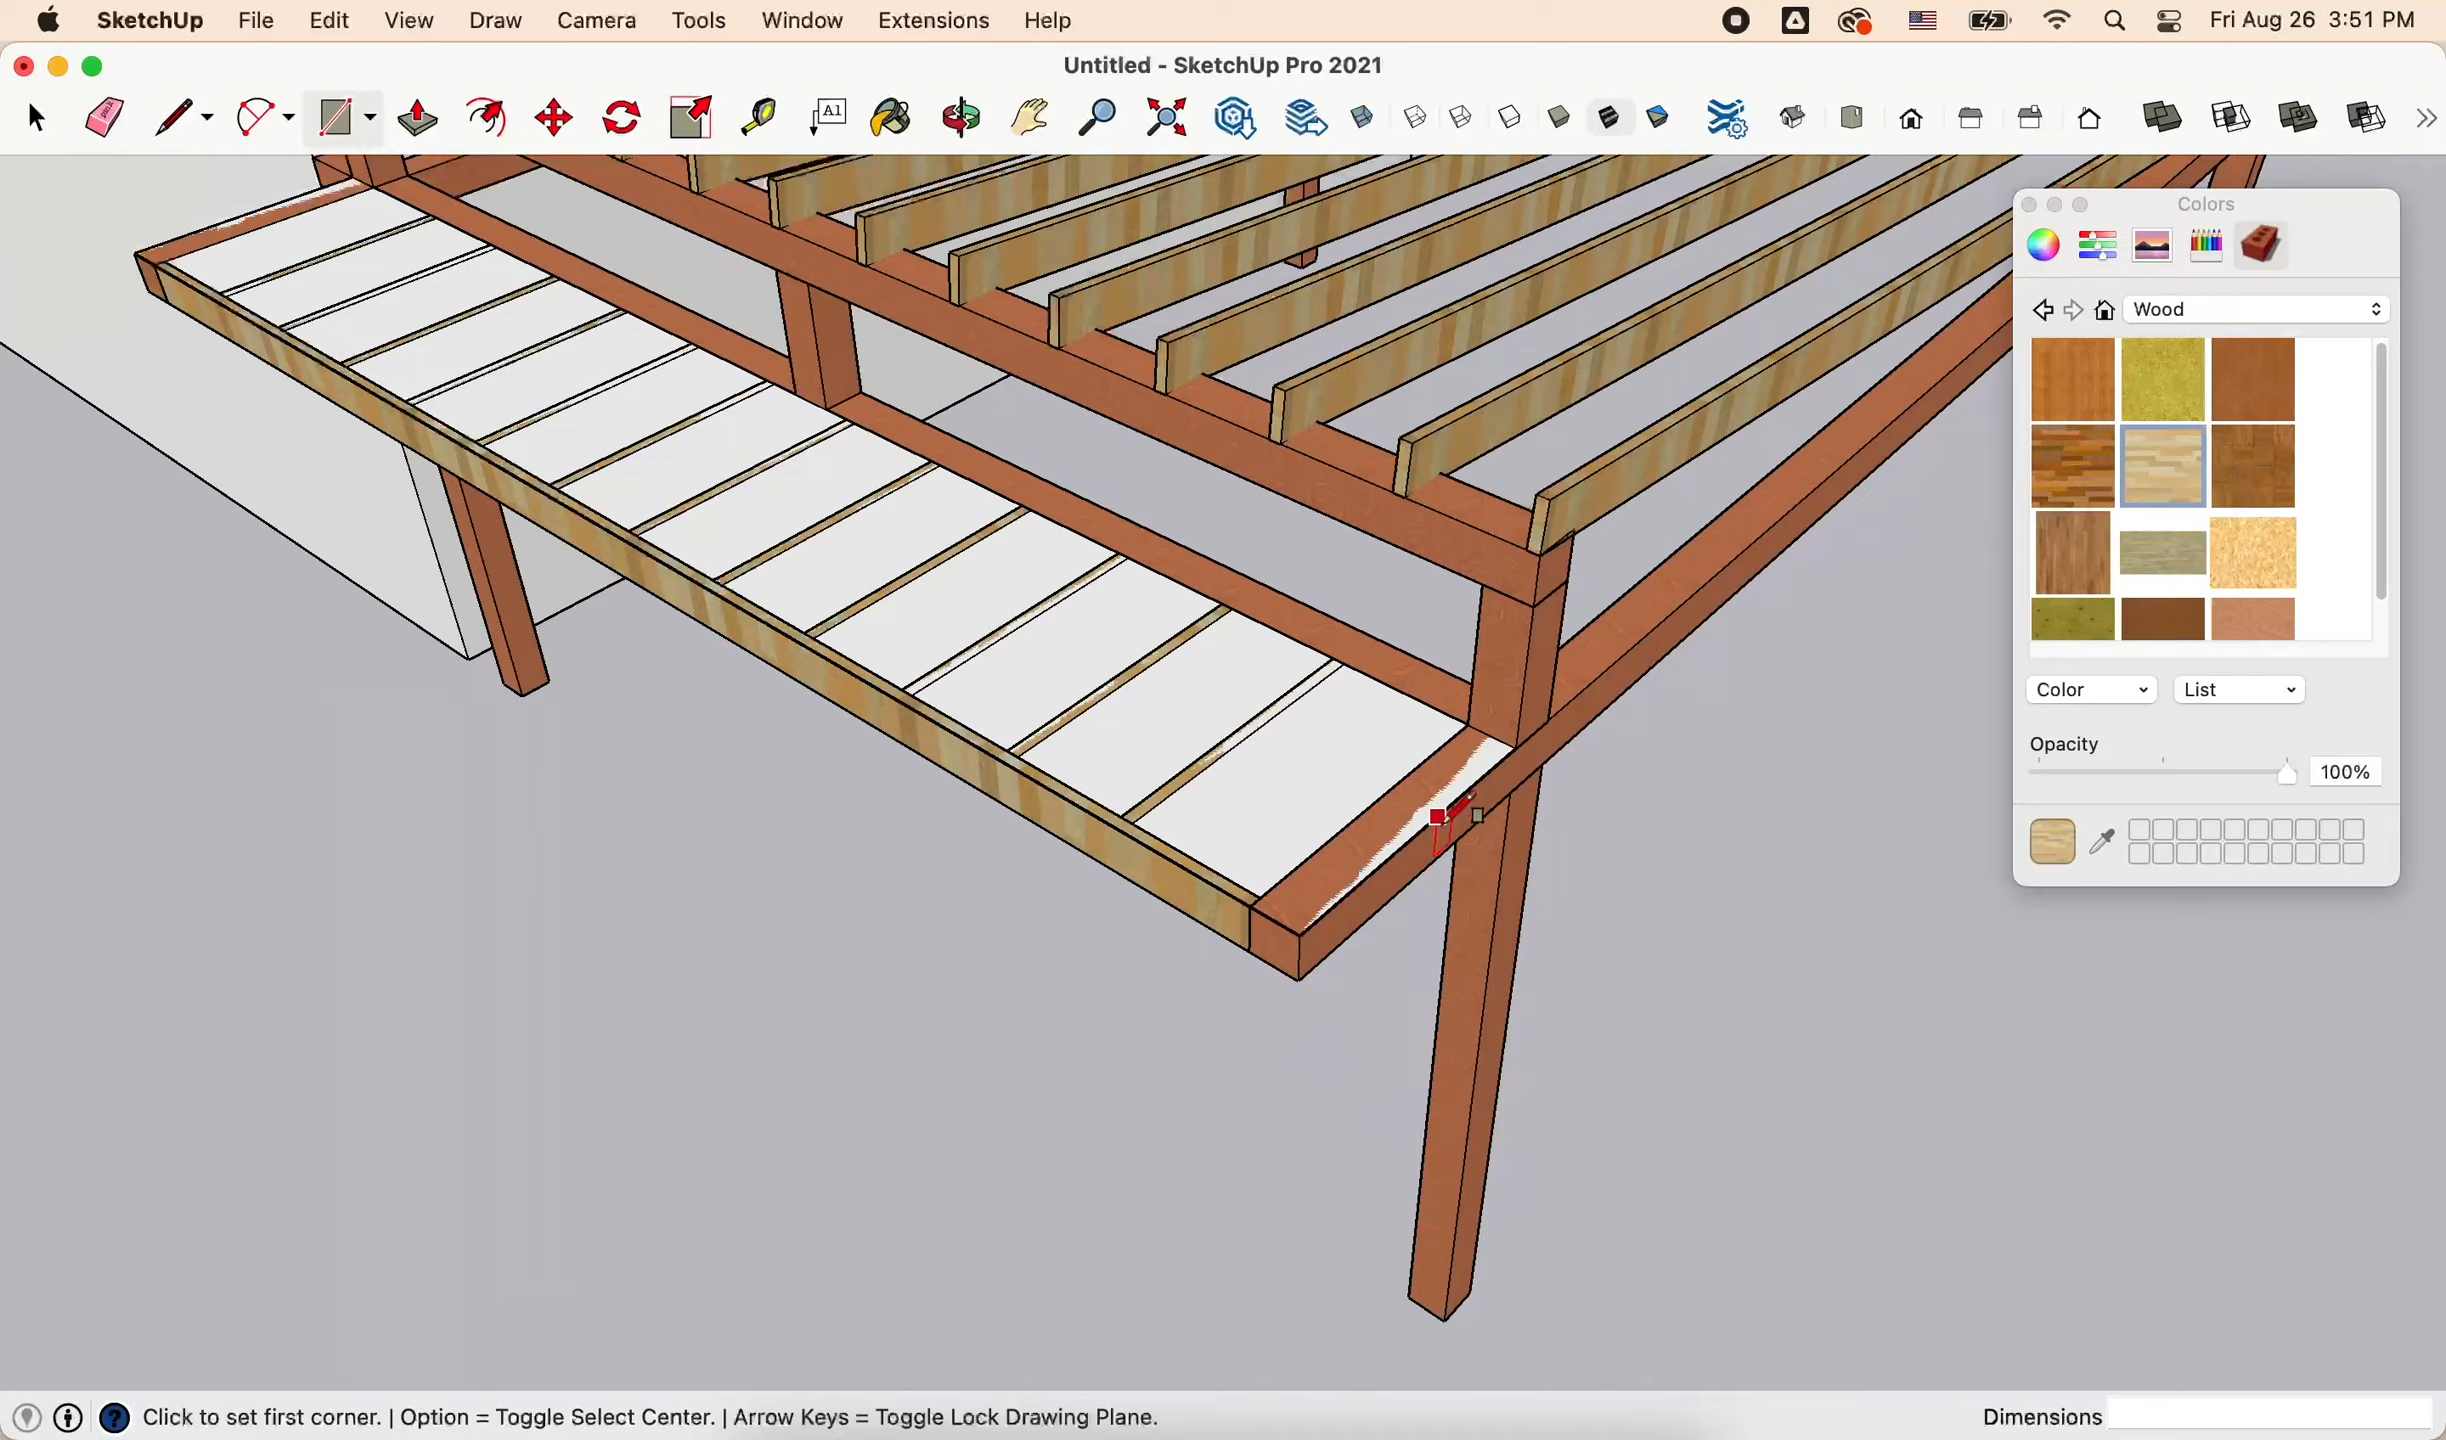 SketchUp File Edit View Draw Camera Tools Window Extensions Help Fri Aug 26 3:51 PM
Untitled - SketchUp Pro 2021
A1
Colors
Wood
Color List
Opacity
100%
Click to set first corner. | Option = Toggle Select Center. | Arrow Keys = Toggle Lock Drawing Plane. Dimensions